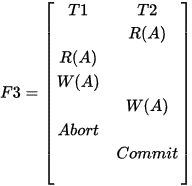 T1 T2
R(A)
R(A)
W(A)
F3 =
W(A)
Abort
Commit